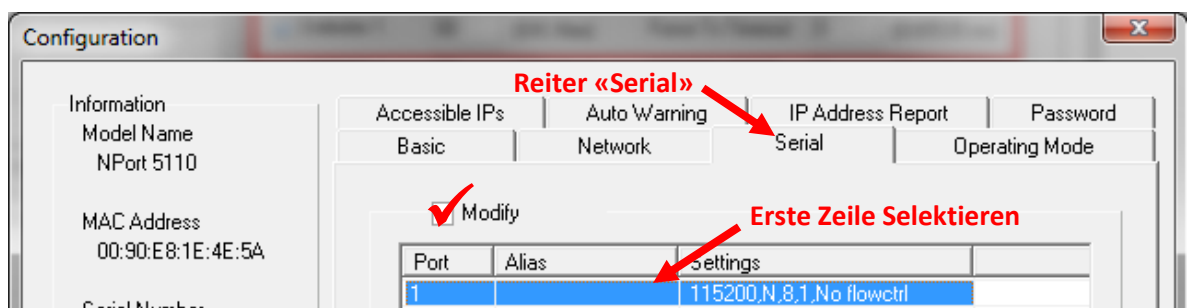 Configuration
Reiter «Serial»
Information
Model Name
NPort 5110
MAC Address
00:90:E8:1E:4E:5A
Serial Number
Accessible IPs Auto Warning IP Address Report Password
Basic Network Serial Operating Mode
Modify
Erste Zeile Selektieren
Port Alias Settings
1 115200,N,8,1,No flowctrl